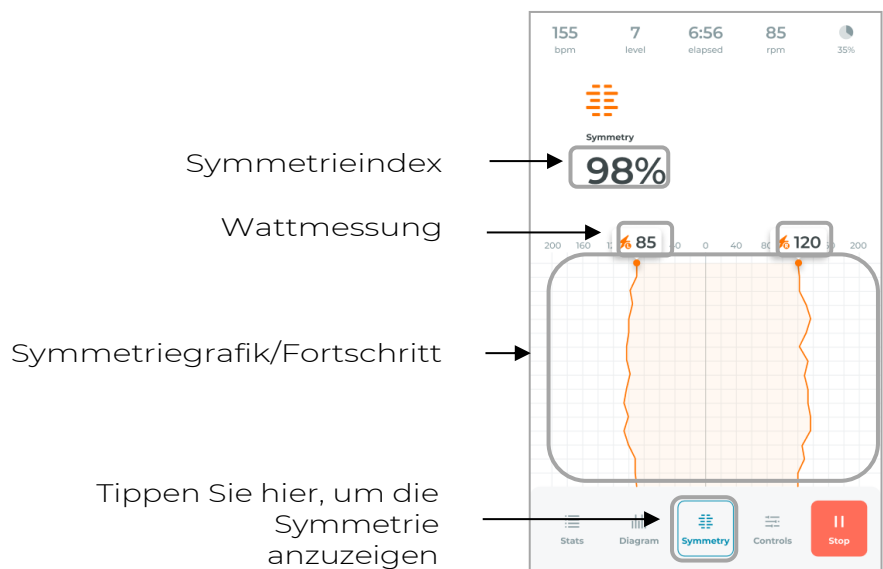 155 7 6:56 85
bpm level elapsed rpm 35%
Symmetry
Symmetrieindex
98%
Wattmessung
85 120
200 160 0 40 200
Symmetriegrafik/Fortschritt
Tippen Sie hier, um die
Symmetrie
anzuzeigen
Stats Diagram Symmetry Controls Stop